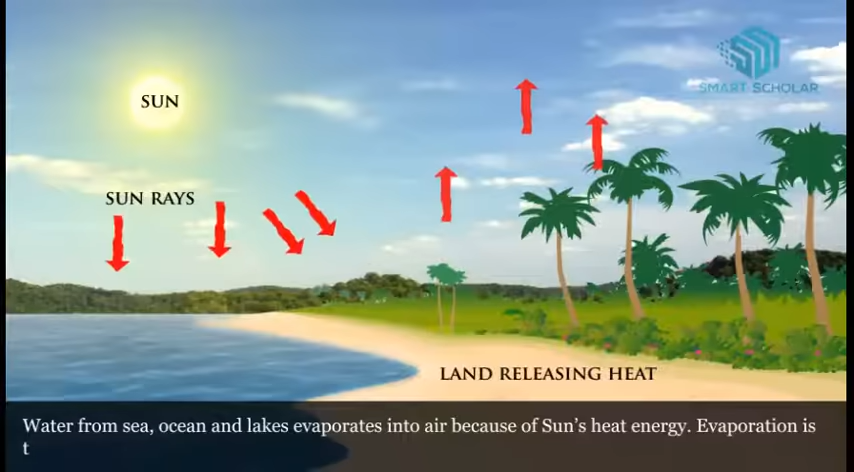 SMART SCHOLAR
SUN
SUN RAYS
LAND RELEASING HEAT
Water from sea, ocean and lakes evaporates into air because of Sun's heat energy. Evaporation is
t